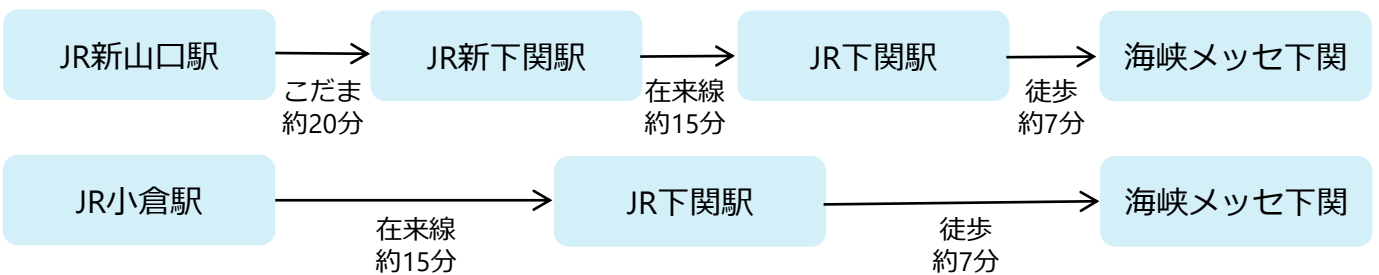 JR新山口駅
こだま
約20分
JR新下関駅
在来線
約15分
JR下関駅
徒歩
約7分
海峡メッセ下関
JR小倉駅
在来線
約15分
JR下関駅
徒歩
約7分
海峡メッセ下関